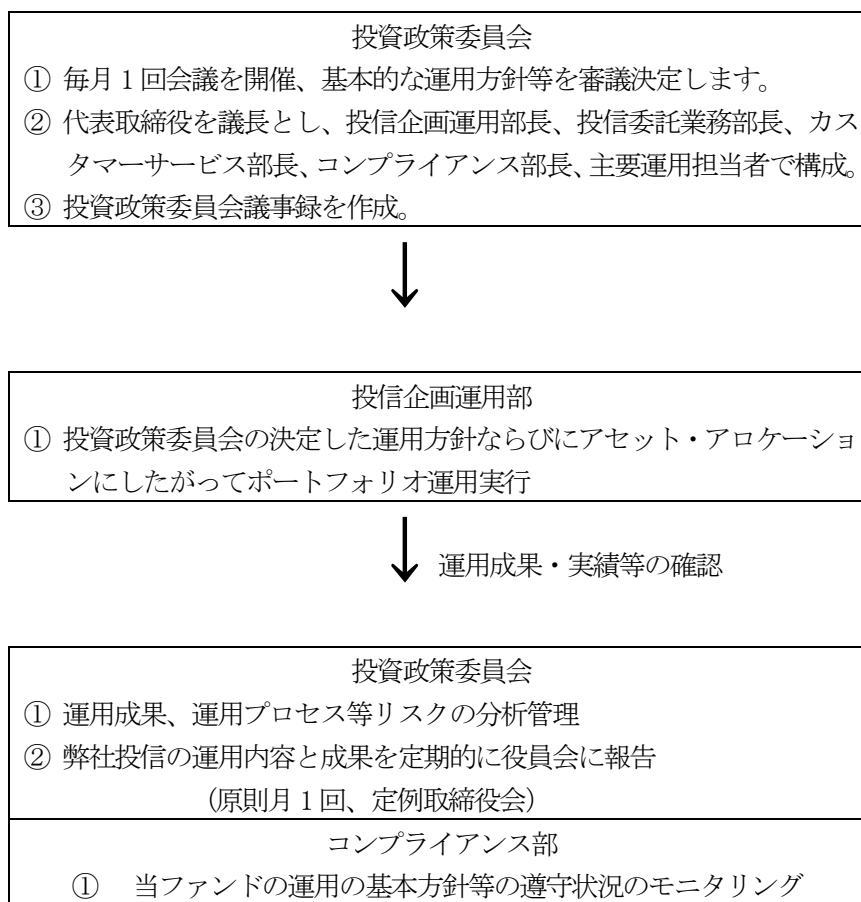 投資政策委員会
① 毎月1回会議を開催、基本的な運用方針等を審議決定します。
② 代表取締役を議長とし、投信企画運用部長、投信委託業務部長、カス
タマーサービス部長、コンプライアンス部長、主要運用担当者で構成。
③ 投資政策委員会議事録を作成。
投信企画運用部
① 投資政策委員会の決定した運用方針ならびにアセット・アロケーショ
ンにしたがってポートフォリオ運用実行
運用成果・実績等の確認
投資政策委員会
① 運用成果、運用プロセス等リスクの分析管理
② 弊社投信の運用内容と成果を定期的に役員会に報告
（原則月1回、定例取締役会）
コンプライアンス部
① 当ファンドの運用の基本方針等の遵守状況のモニタリング